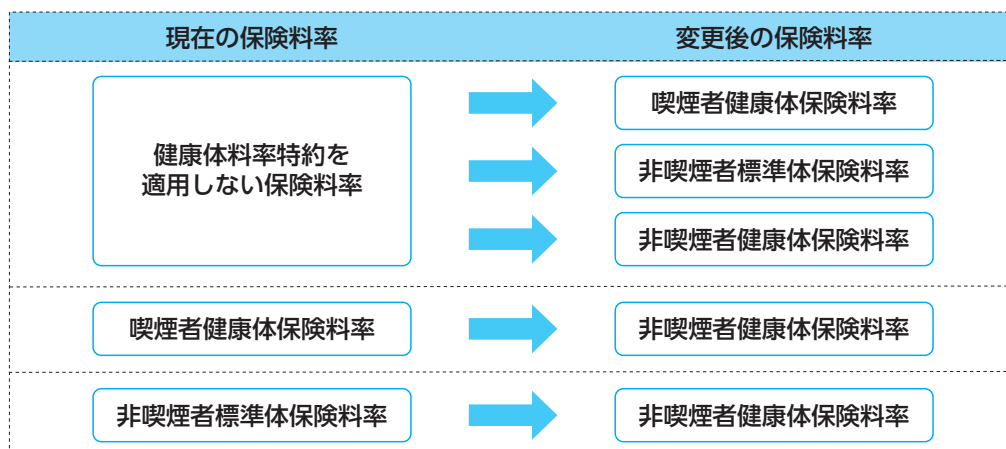 現在の保険料率
変更後の保険料率
健康体料率特約を
適用しない保険料率
喫煙者健康体保険料率
非喫煙者標準体保険料率
非喫煙者健康体保険料率
喫煙者健康体保険料率
非喫煙者健康体保険料率
非喫煙者標準体保険料率
非喫煙者健康体保険料率